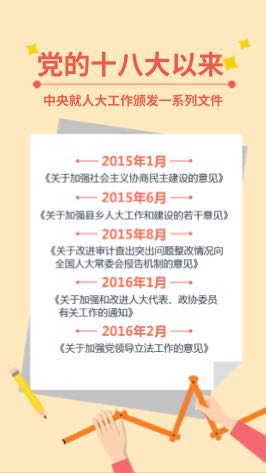 党的十八大以来
中央就人大工作颁发一系列文件
2015年1月
《关于加强社会主义协商民主建设的意见》
2015年6月
《关于加强县乡人大工作和建设的若干意见》
2015年8月
《关于改进审计查出突出问题整改情况向
全国人大常委会报告机制的意见》
2016年1月
《关于加强和改进人大代表、政协委员
有关工作的通知》
2016年2月
《关于加强党领导立法工作的意见》